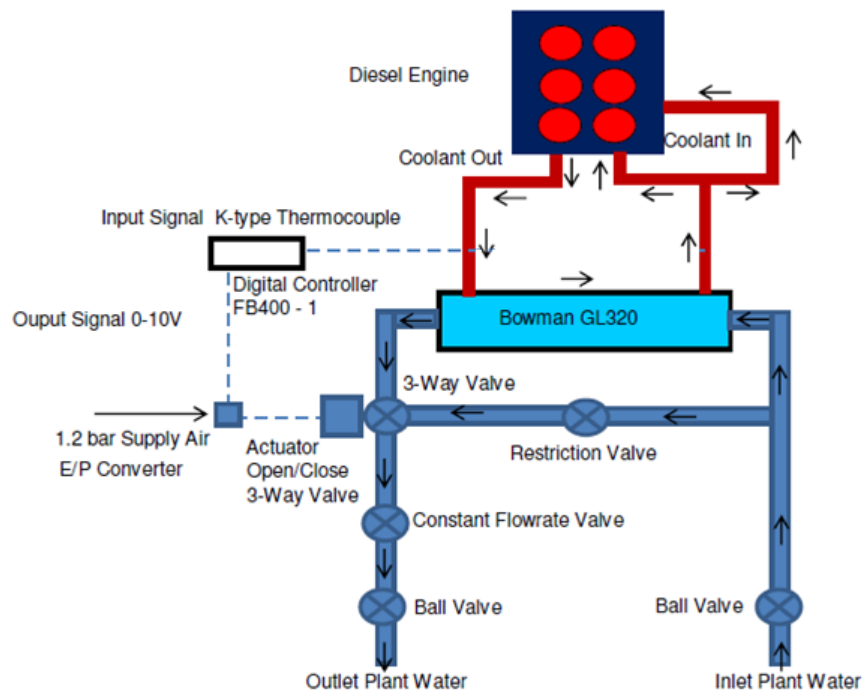 Diesel Engine
Coolant Out
Coolant In
Input Signal K-type Thermocouple
Digital Controller
FB400 - 1
Ouput Signal 0-10V
Bowman GL320
3-Way Valve
1.2 bar Supply Air
E/P Converter
Actuator
Open/Close
3-Way Valve
Restriction Valve
Constant Flowrate Valve
Ball Valve
Ball Valve
Outlet Plant Water
Inlet Plant Water